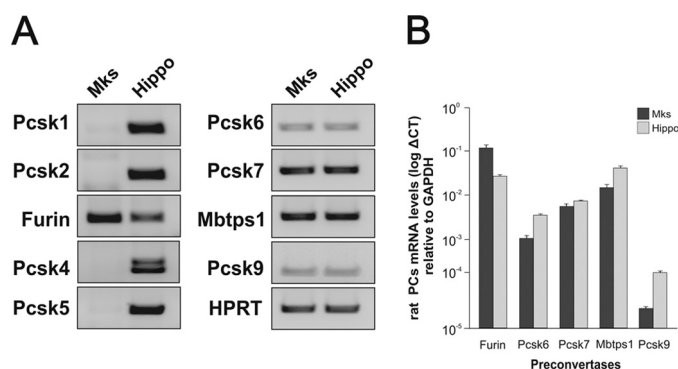 A
Mks Hippo
Pcsk1
Pcsk2
Furin
Pcsk4
Pcsk5
Mks Hippo
Pcsk6
Pcsk7
Mbtps1
Pcsk9
HPRT
B
rat PCs mRNA levels (log ΔCT)
relative to GAPDH
10⁰
10⁻¹
10⁻²
10⁻³
10⁻⁴
10⁻⁵
Mks
Hippo
Furin Pcsk6 Pcsk7 Mbtps1 Pcsk9
Preconvertases